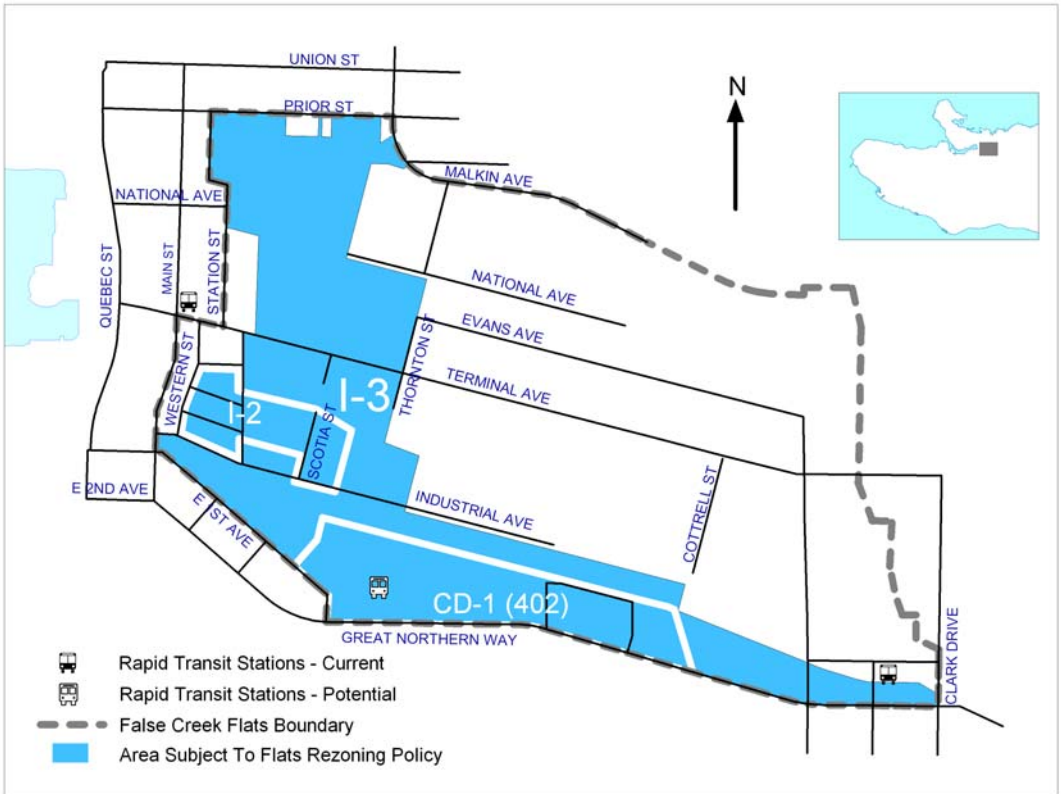 UNION ST
PRIOR ST
N
MALKIN AVE
NATIONAL AVE
QUEBEC ST
MAIN ST
STATION ST
NATIONAL AVE
EVANS AVE
THORNTON ST
TERMINAL AVE
WESTERN ST
I-3
I-2
SCOTIA ST
E 2ND AVE
E 1ST AVE
INDUSTRIAL AVE
COTTRELL ST
CD-1 (402)
GREAT NORTHERN WAY
CLARK DRIVE
Rapid Transit Stations - Current
Rapid Transit Stations - Potential
False Creek Flats Boundary
Area Subject To Flats Rezoning Policy